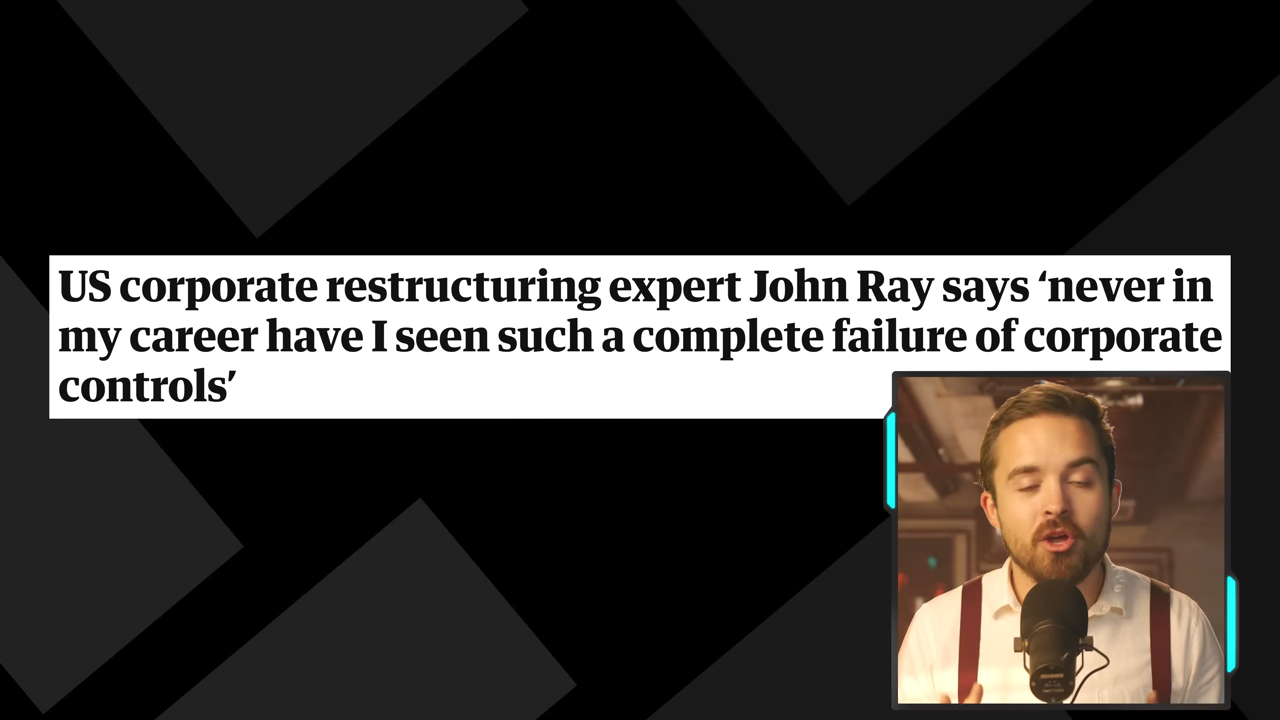 US corporate restructuring expert John Ray says ‘never in
my career have I seen such a complete failure of corporate
controls’